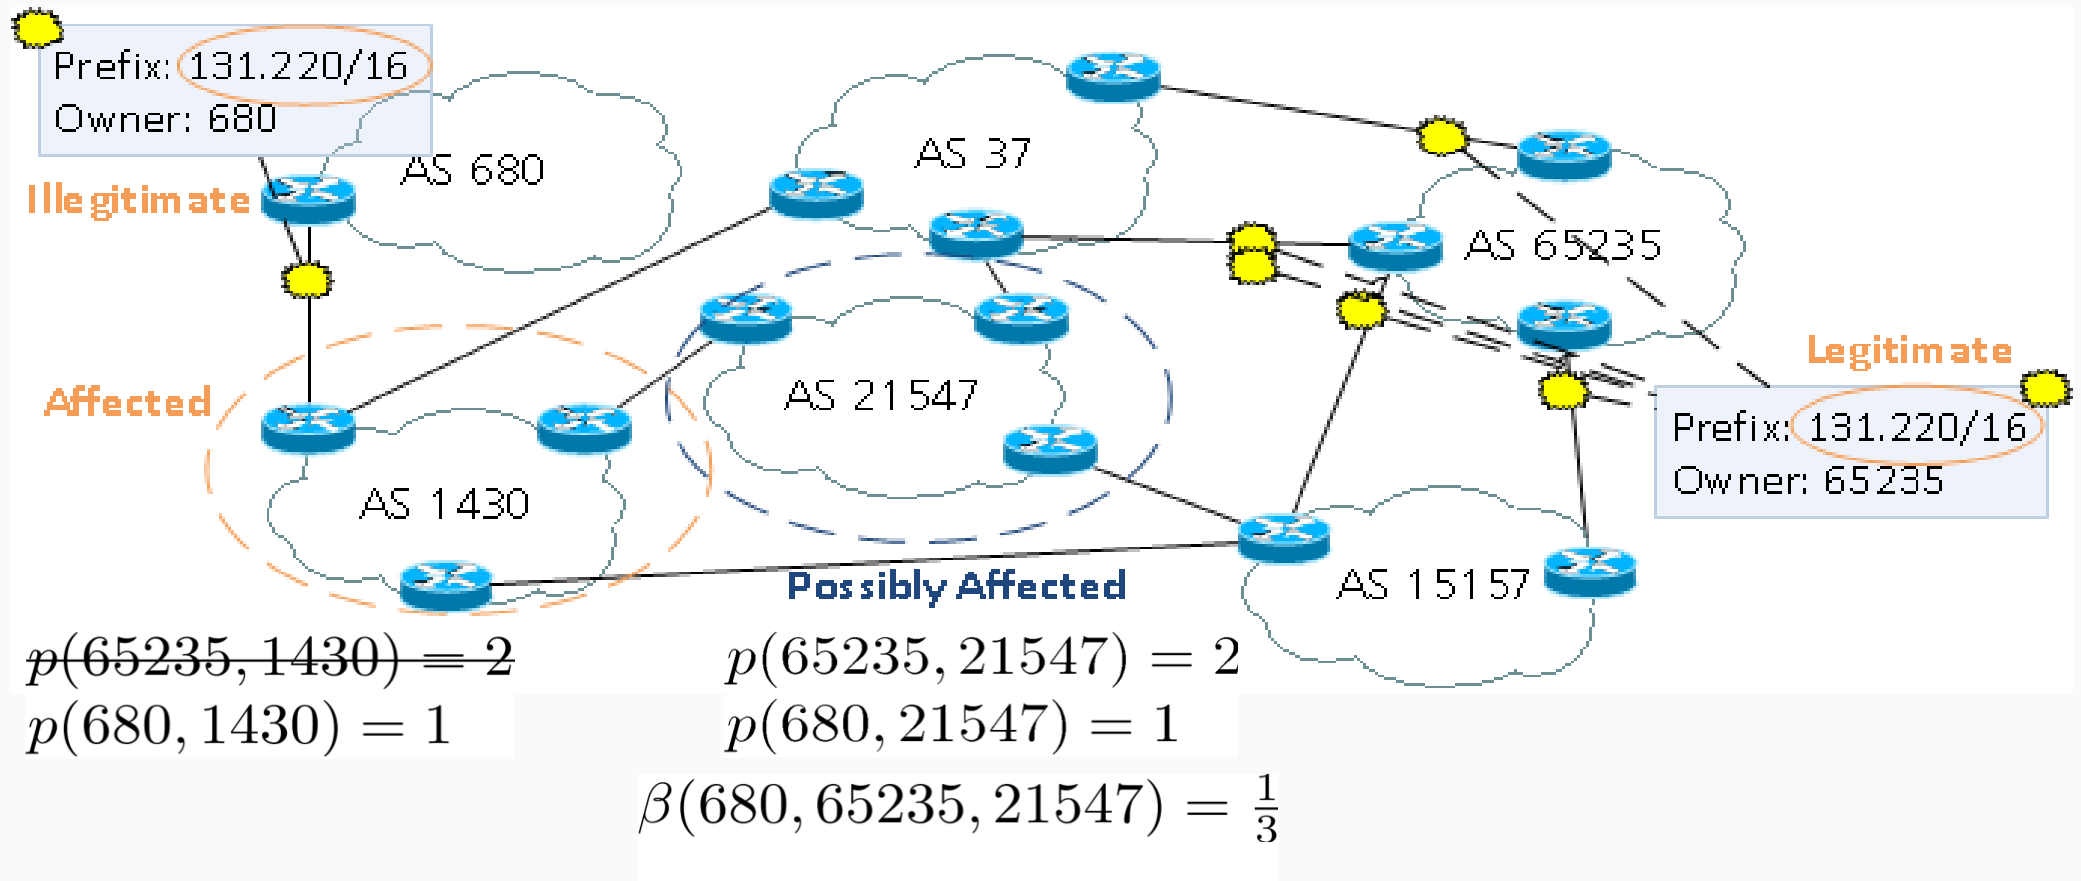 Prefix: 131.220/16
Owner: 680
Illegitimate
AS 680
AS 37
AS 65235
Legitimate
Prefix: 131.220/16
Owner: 65235
Affected
AS 21547
AS 1430
Possibly Affected
AS 15157
p(65235, 1430) = 2
p(680, 1430) = 1
p(65235, 21547) = 2
p(680, 21547) = 1
β(680, 65235, 21547) = 1/3